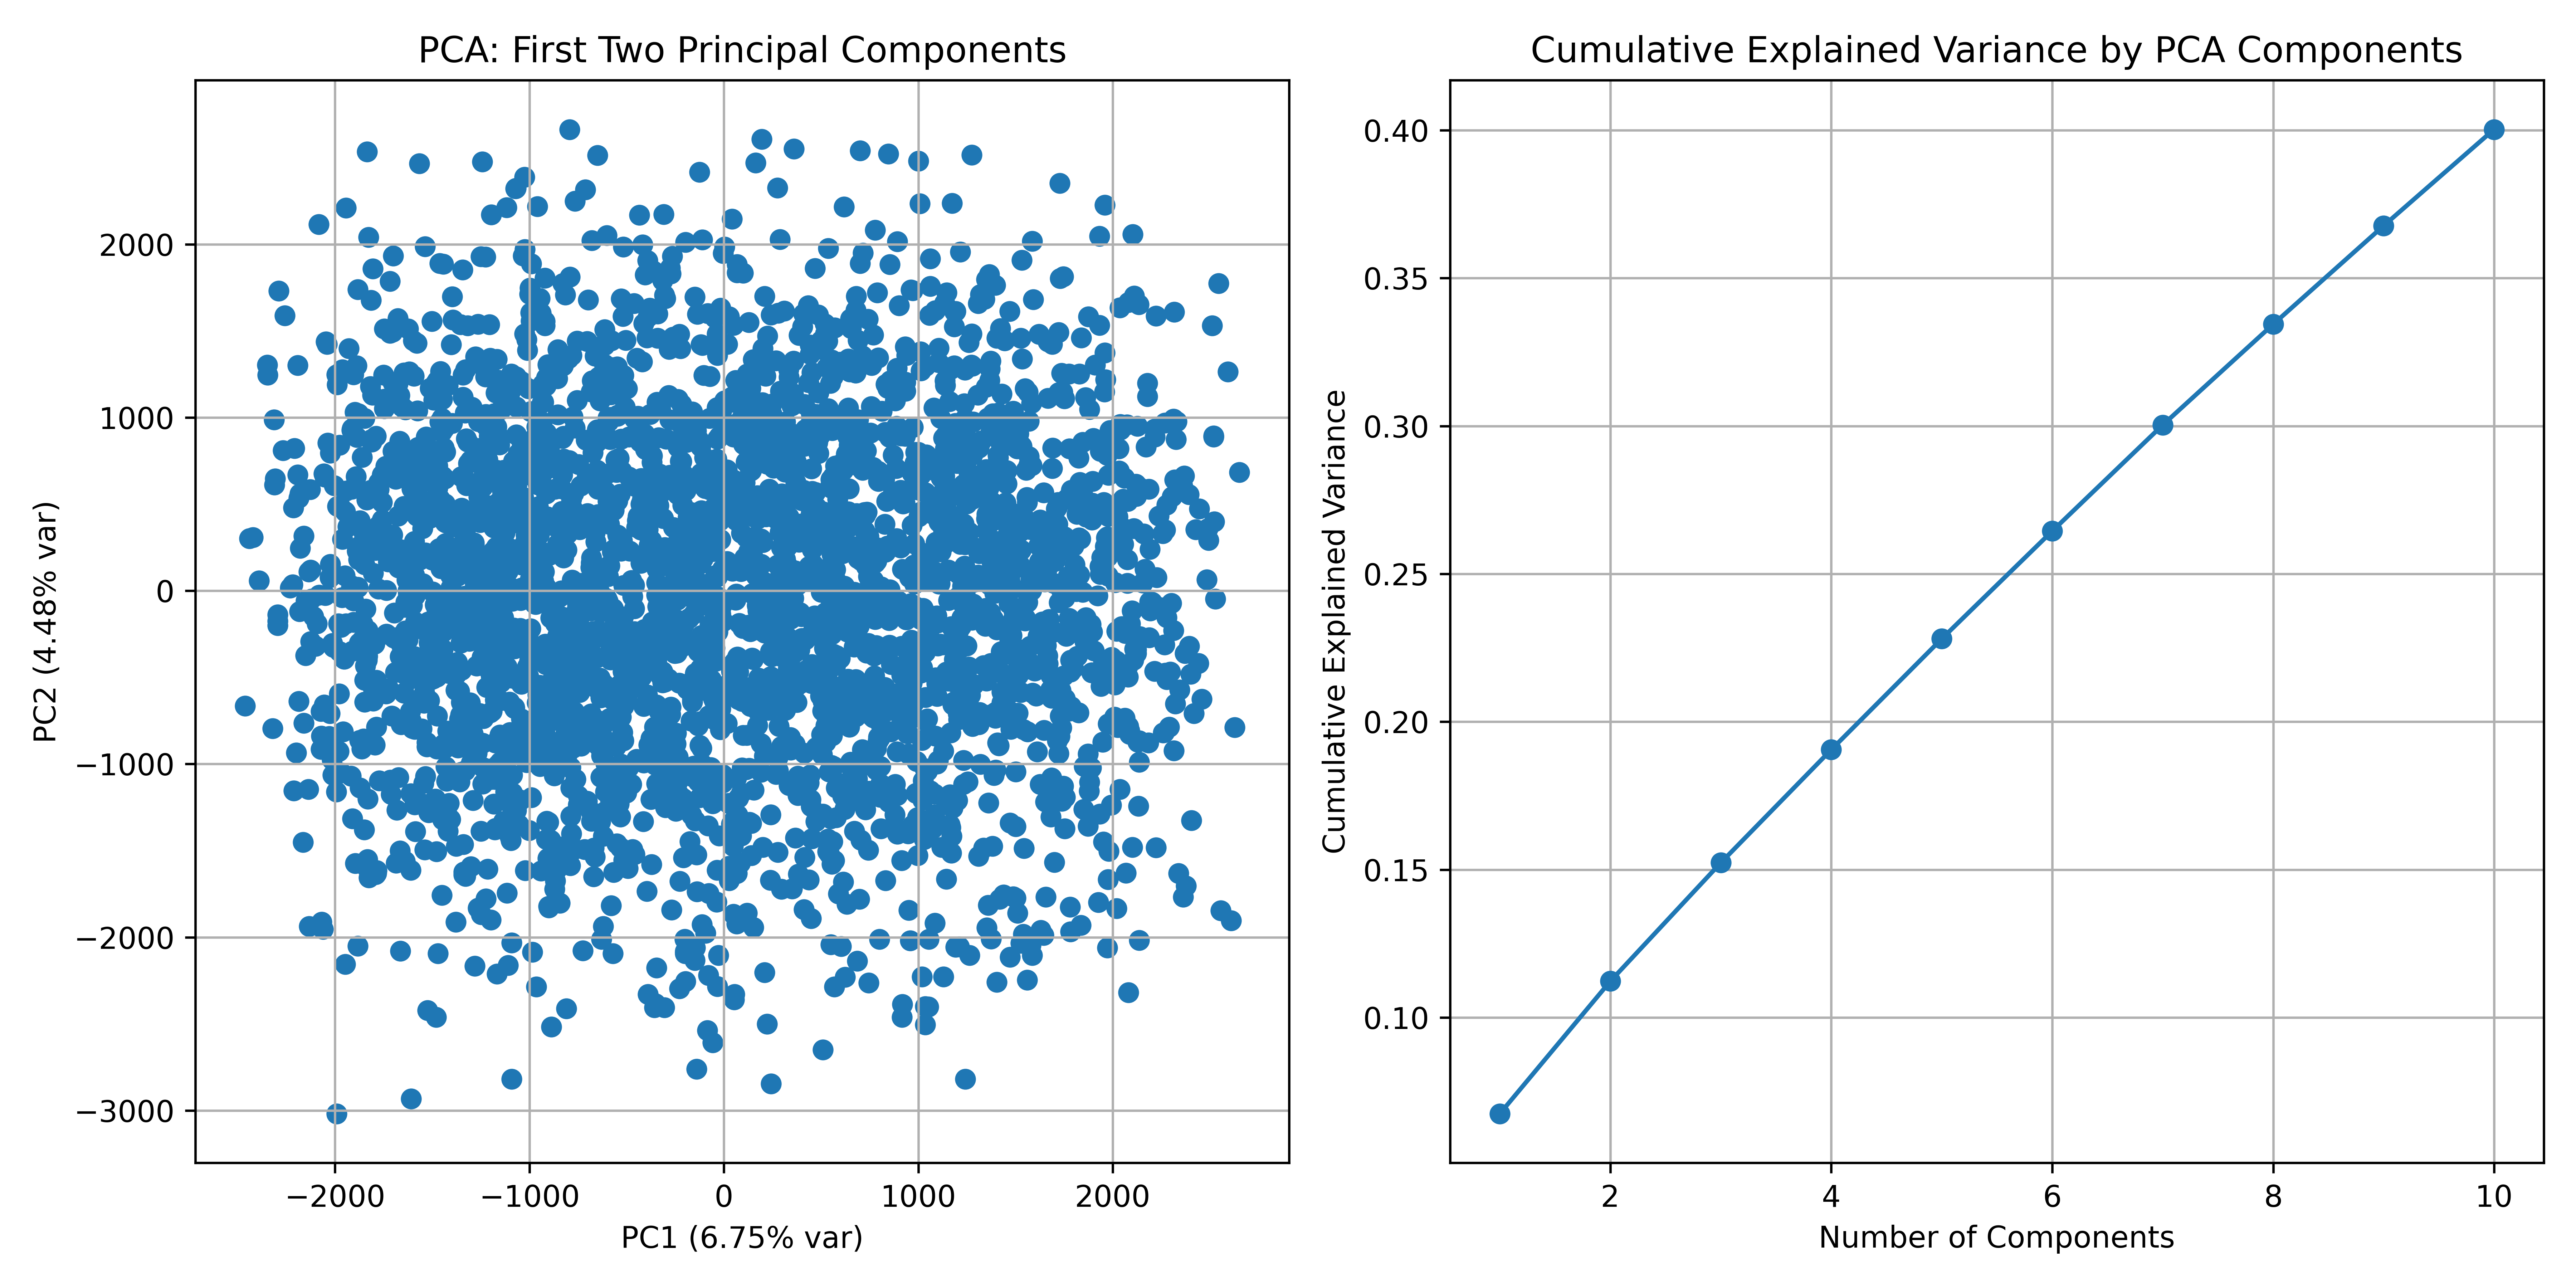 PCA: First Two Principal Components
2000
1000
0
−1000
−2000
−3000
PC2 (4.48% var)
−2000 −1000 0 1000 2000
PC1 (6.75% var)
Cumulative Explained Variance by PCA Components
0.40
0.35
0.30
0.25
0.20
0.15
0.10
Cumulative Explained Variance
2 4 6 8 10
Number of Components